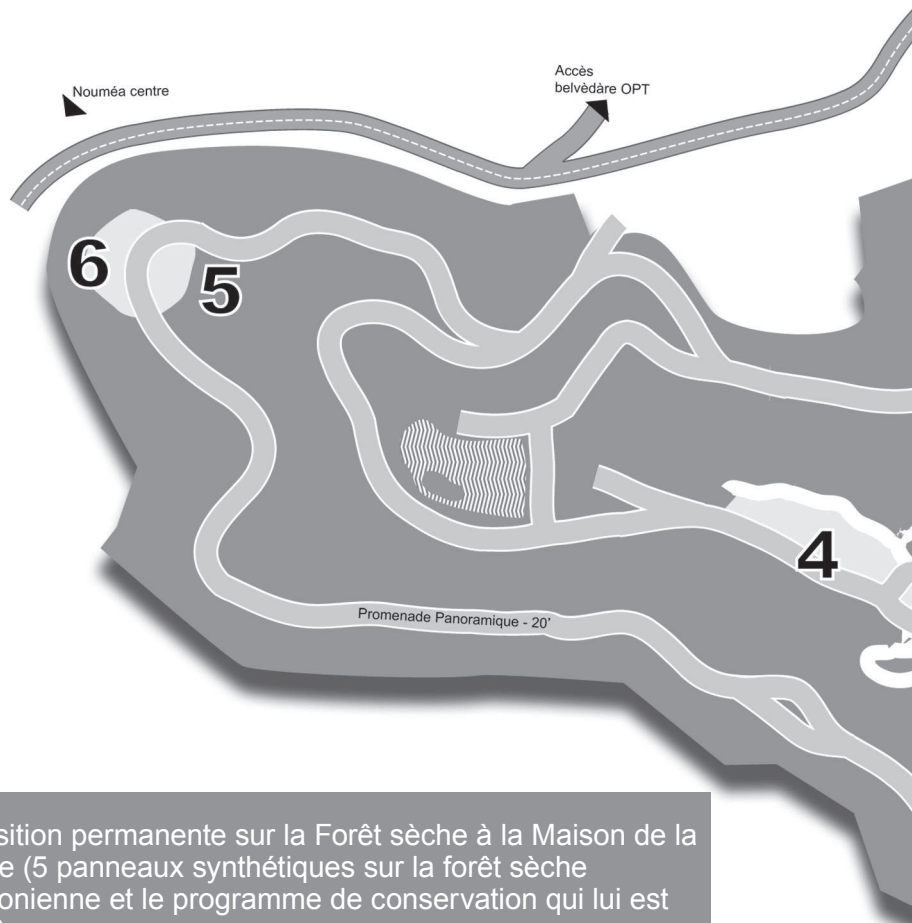 Nouméa centre
Accès
belvèdàre OPT
6
5
4
Promenade Panoramique - 20'
sition permanente sur la Forêt sèche à la Maison de la
e (5 panneaux synthétiques sur la forêt sèche
onienne et le programme de conservation qui lui est